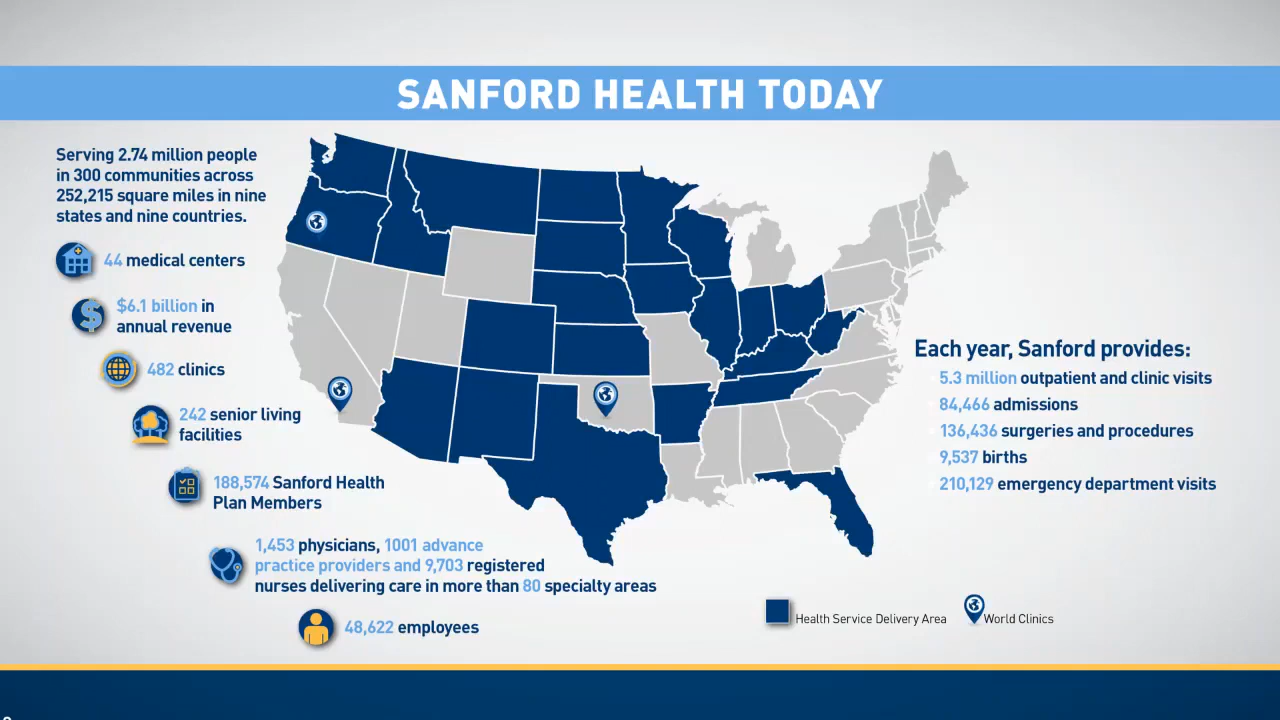 SANFORD HEALTH TODAY
Serving 2.74 million people
in 300 communities across
252,215 square miles in nine
states and nine countries.
44 medical centers
$6.1 billion in
annual revenue
482 clinics
242 senior living
facilities
188,574 Sanford Health
Plan Members
1,453 physicians, 1001 advance
practice providers and 9,703 registered
nurses delivering care in more than 80 specialty areas
48,622 employees
Each year, Sanford provides:
5.3 million outpatient and clinic visits
84,466 admissions
136,436 surgeries and procedures
9,537 births
210,129 emergency department visits
Health Service Delivery Area
World Clinics